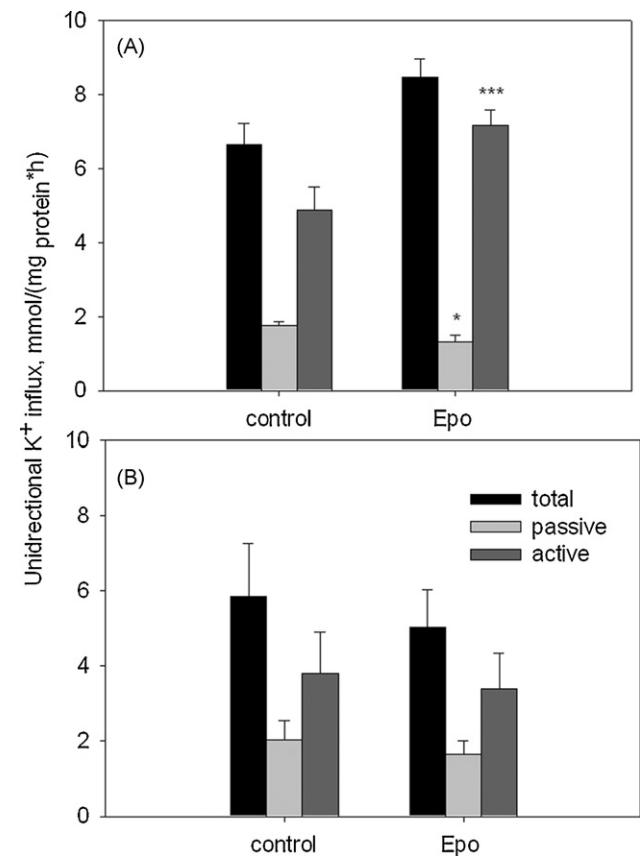 Unidrectional K+ influx, mmol/(mg protein*h)
(A)
10
8
6
4
2
0
***
*
control
Epo
(B)
10
8
6
4
2
0
total
passive
active
control
Epo